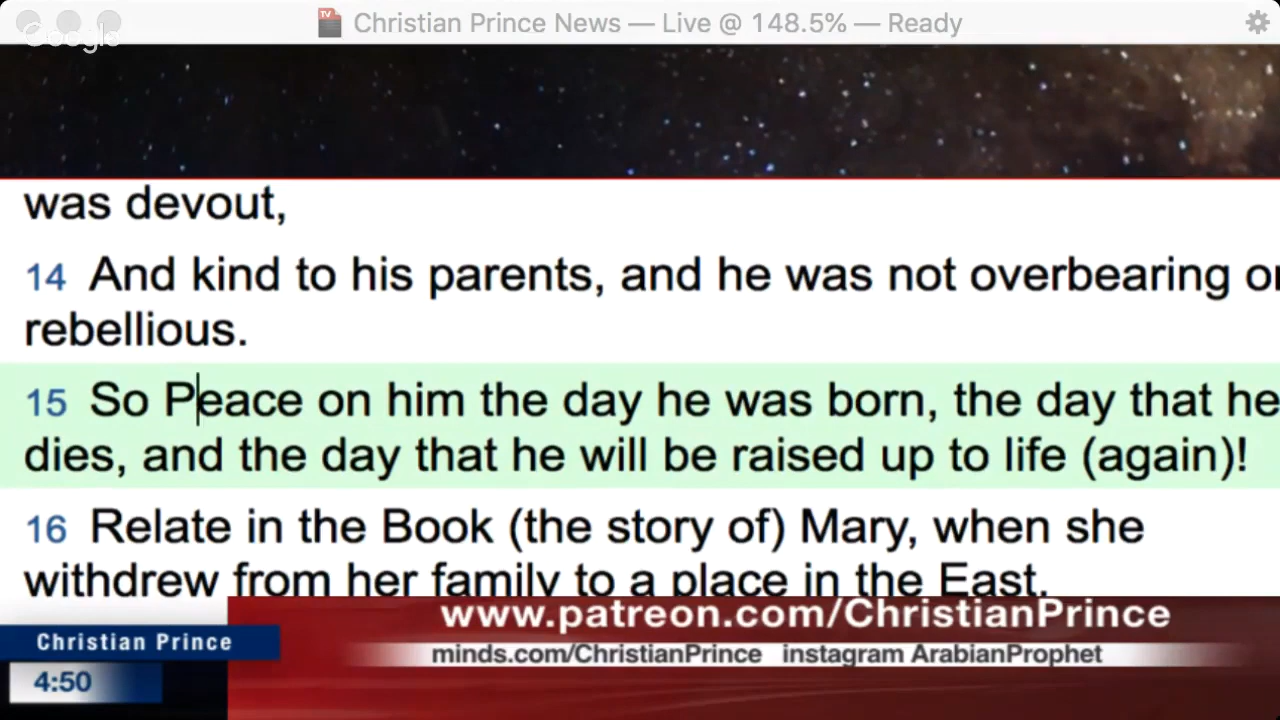 Christian Prince News — Live @ 148.5% — Ready
Google
was devout,
14 And kind to his parents, and he was not overbearing or
rebellious.
15 So Peace on him the day he was born, the day that he
dies, and the day that he will be raised up to life (again)!
16 Relate in the Book (the story of) Mary, when she
withdrew from her family to a place in the East.
www.patreon.com/ChristianPrince
Christian Prince
minds.com/ChristianPrince instagram ArabianProphet
4:50